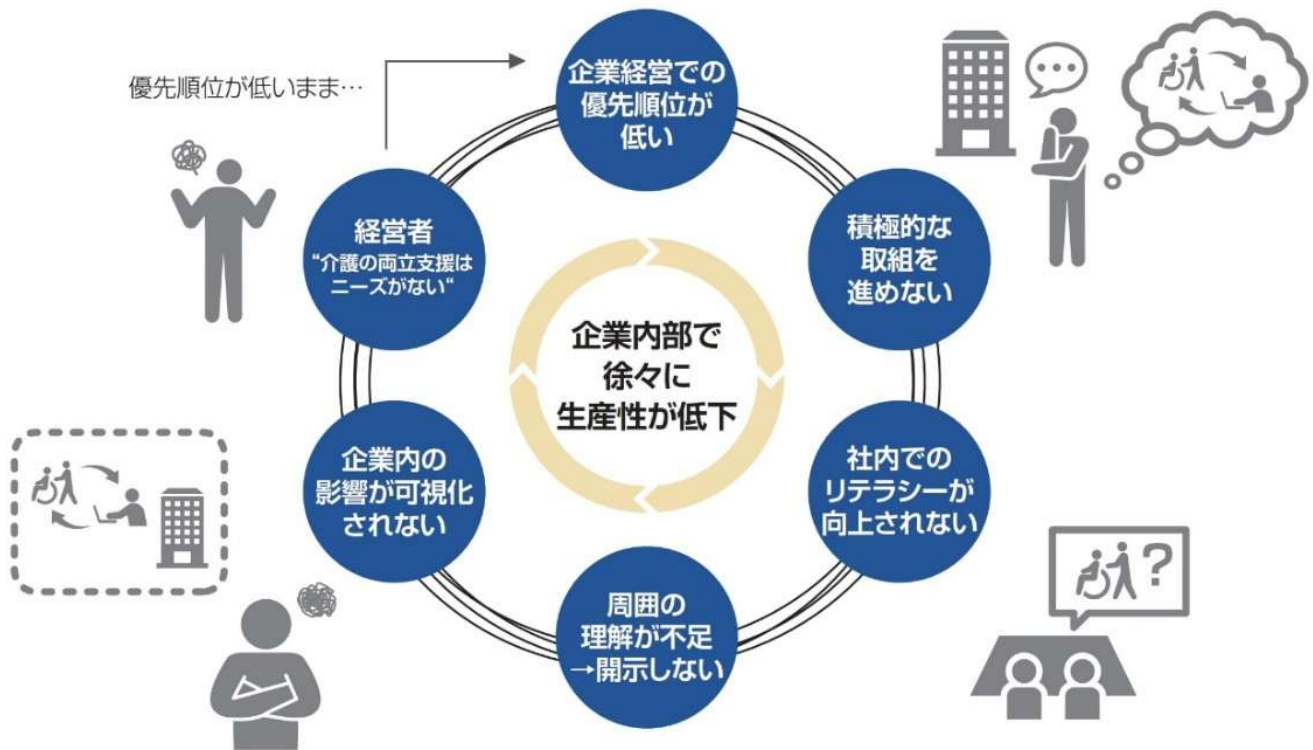 優先順位が低いまま…
企業経営での
優先順位が
低い
積極的な
取組を
進めない
社内での
リテラシーが
向上されない
周囲の
理解が不足
→開示しない
企業内の
影響が可視化
されない
経営者
“介護の両立支援は
ニーズがない“
企業内部で
徐々に
生産性が低下
?